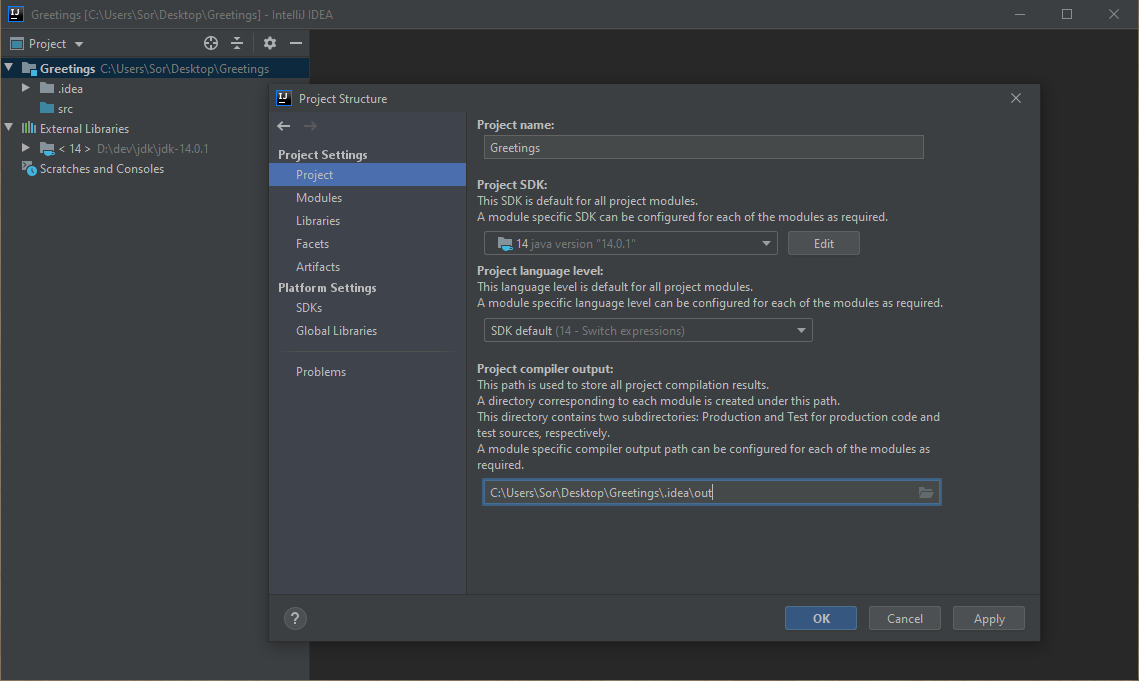 Greetings [C:\Users\Sor\Desktop\Greetings] - IntelliJ IDEA
Project
Greetings C:\Users\Sor\Desktop\Greetings
.idea
src
External Libraries
< 14 > D:\dev\jdk\jdk-14.0.1
Scratches and Consoles
Project Structure
Project Settings
Project
Modules
Libraries
Facets
Artifacts
Platform Settings
SDKs
Global Libraries
Problems
Project name:
Greetings
Project SDK:
This SDK is default for all project modules.
A module specific SDK can be configured for each of the modules as required.
14 java version "14.0.1"
Edit
Project language level:
This language level is default for all project modules.
A module specific language level can be configured for each of the modules as required.
SDK default (14 - Switch expressions)
Project compiler output:
This path is used to store all project compilation results.
A directory corresponding to each module is created under this path.
This directory contains two subdirectories: Production and Test for production code and
test sources, respectively.
A module specific compiler output path can be configured for each of the modules as
required.
C:\Users\Sor\Desktop\Greetings\.idea\out
?
OK
Cancel
Apply